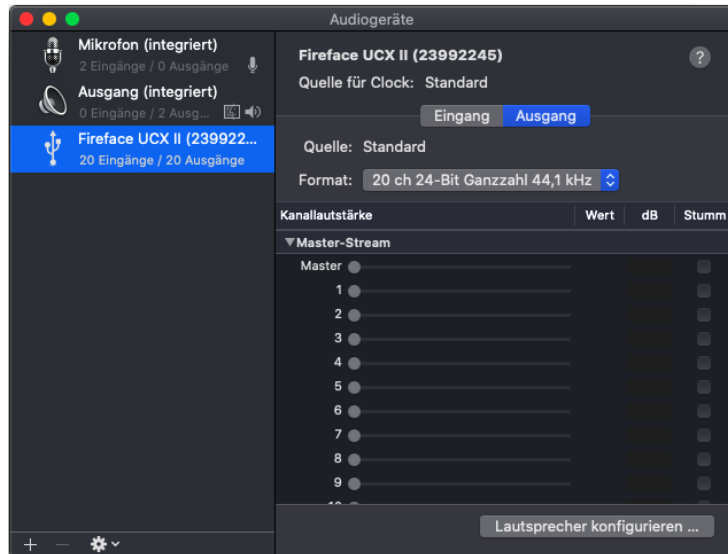 Audiogeräte
Mikrofon (integriert)
2 Eingänge / 0 Ausgänge
Ausgang (integriert)
0 Eingänge / 2 Ausg...
Fireface UCX II (239922...
20 Eingänge / 20 Ausgänge
Fireface UCX II (23992245)
?
Quelle für Clock: Standard
Eingang Ausgang
Quelle: Standard
Format: 20 ch 24-Bit Ganzzahl 44,1 kHz
Kanallautstärke Wert dB Stumm
Master-Stream
Master
1
2
3
4
5
6
7
8
9
Lautsprecher konfigurieren ...